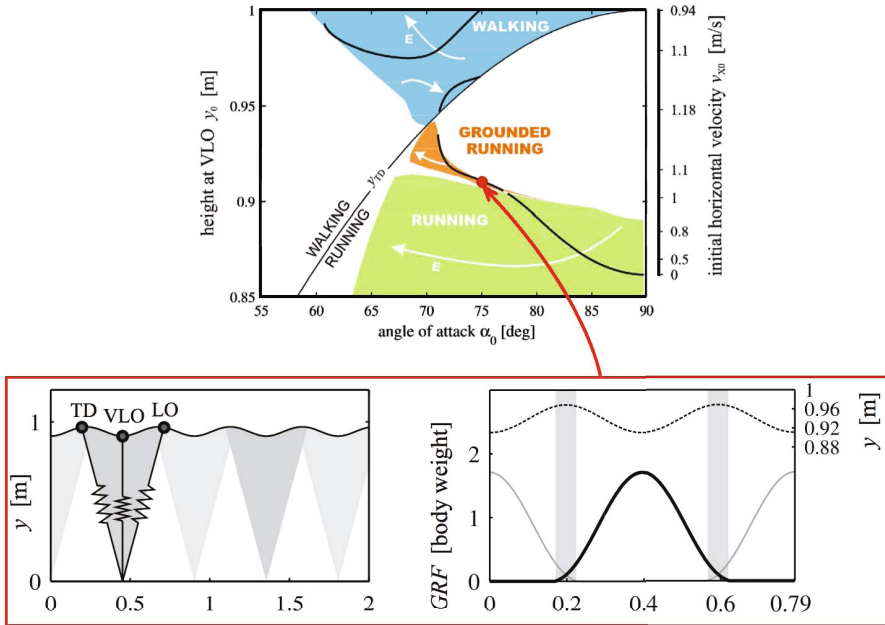 height at VLO y₀ [m]
1
0.95
0.9
0.85
WALKING
E
GROUNDED
RUNNING
y_TD
WALKING
RUNNING
RUNNING
E
0.94
1.1
1.18
1.1
1
0.8
0.5
0
initial horizontal velocity v_x0 [m/s]
55 60 65 70 75 80 85 90
angle of attack α₀ [deg]
y [m]
1
0
TD VLO LO
0 0.5 1 1.5 2
GRF [body weight]
2
1
0
1
0.96
0.92
0.88
y [m]
0 0.2 0.4 0.6 0.79